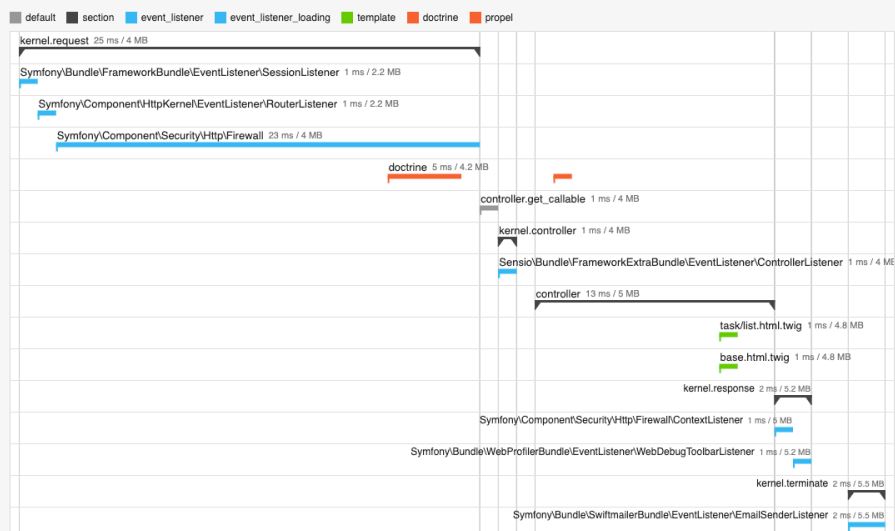 default section event_listener event_listener_loading template doctrine propel
kernel.request 25 ms / 4 MB
Symfony\Bundle\FrameworkBundle\EventListener\SessionListener 1 ms / 2.2 MB
Symfony\Component\HttpKernel\EventListener\RouterListener 1 ms / 2.2 MB
Symfony\Component\Security\Http\Firewall 23 ms / 4 MB
doctrine 5 ms / 4.2 MB
controller.get_callable 1 ms / 4 MB
kernel.controller 1 ms / 4 MB
Sensio\Bundle\FrameworkExtraBundle\EventListener\ControllerListener 1 ms / 4 MB
controller 13 ms / 5 MB
task/list.html.twig 1 ms / 4.8 MB
base.html.twig 1 ms / 4.8 MB
kernel.response 2 ms / 5.2 MB
Symfony\Component\Security\Http\Firewall\ContextListener 1 ms / 5 MB
Symfony\Bundle\WebProfilerBundle\EventListener\WebDebugToolbarListener 1 ms / 5.2 MB
kernel.terminate 2 ms / 5.5 MB
Symfony\Bundle\SwiftmailerBundle\EventListener\EmailSenderListener 2 ms / 5.5 MB